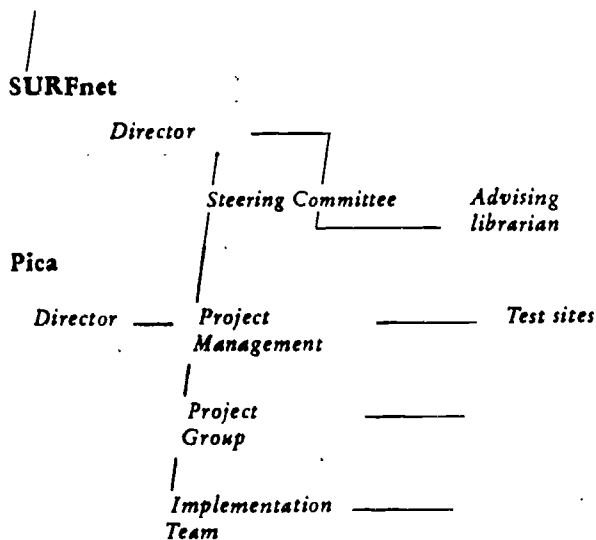 SURFnet
Director
Steering Committee
Advising
librarian
Pica
Director
Project
Management
Test sites
Project
Group
Implementation
Team